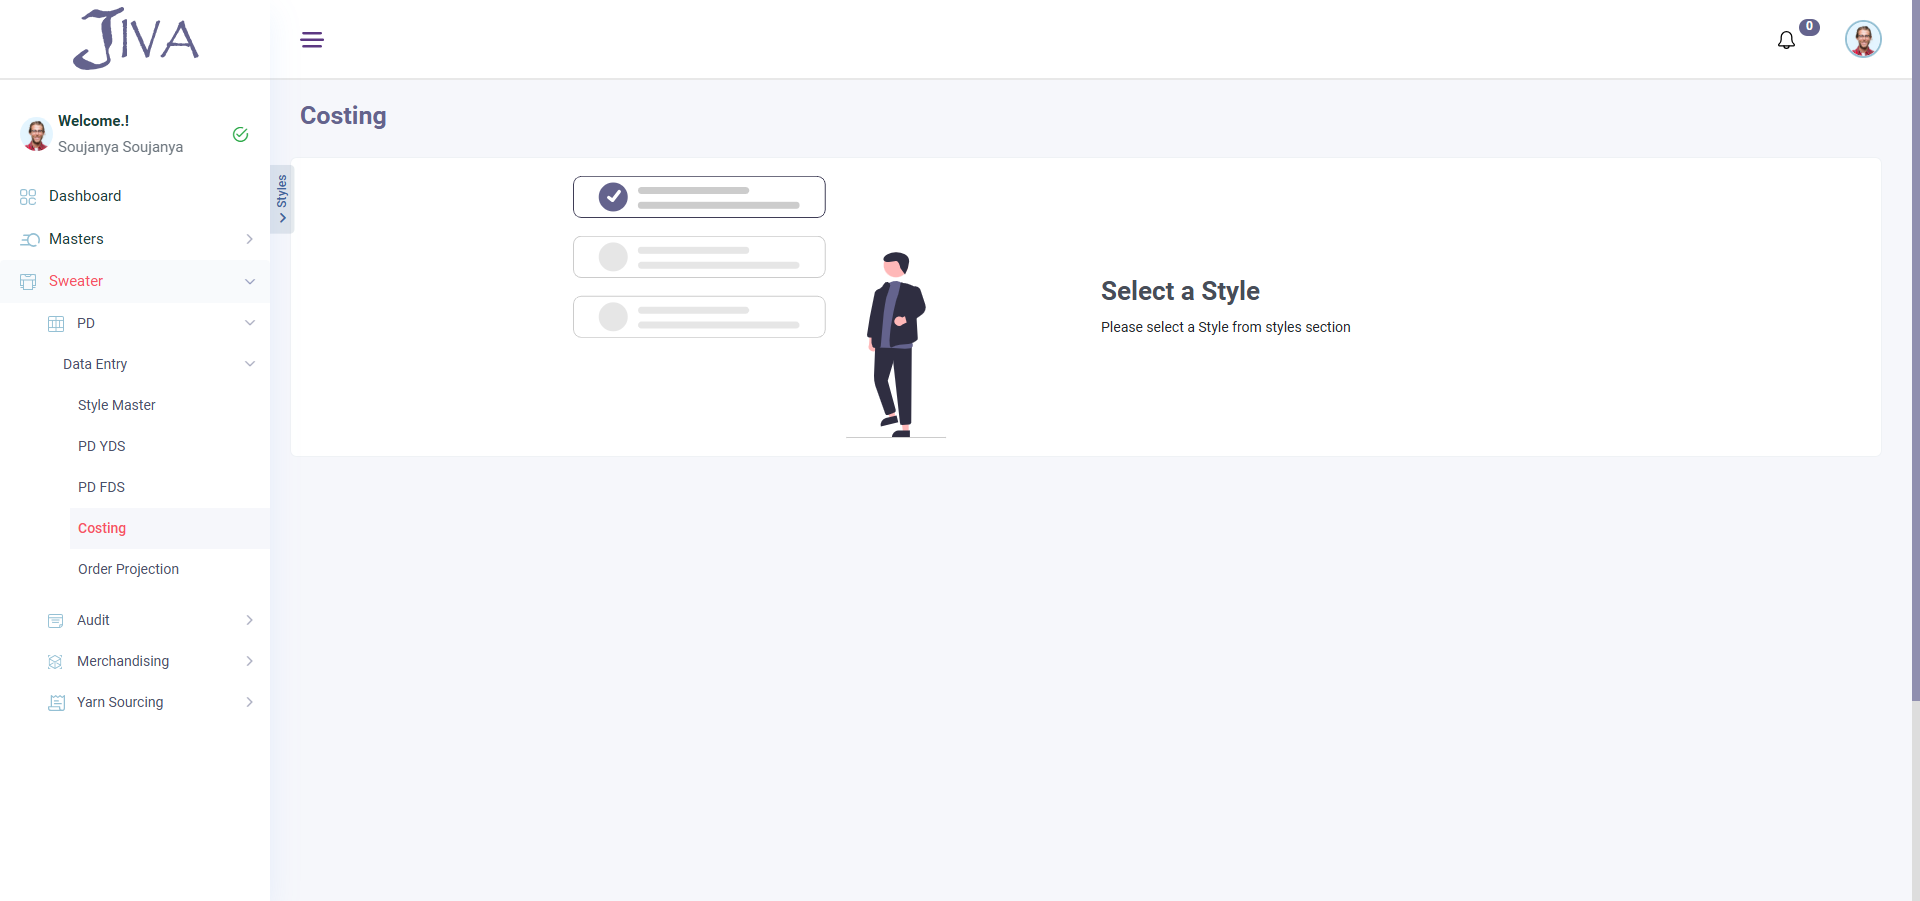 JIVA
0
Welcome.!
Soujanya Soujanya
Dashboard
Masters
Sweater
PD
Data Entry
Style Master
PD YDS
PD FDS
Costing
Order Projection
Audit
Merchandising
Yarn Sourcing
Styles
Costing
Select a Style
Please select a Style from styles section